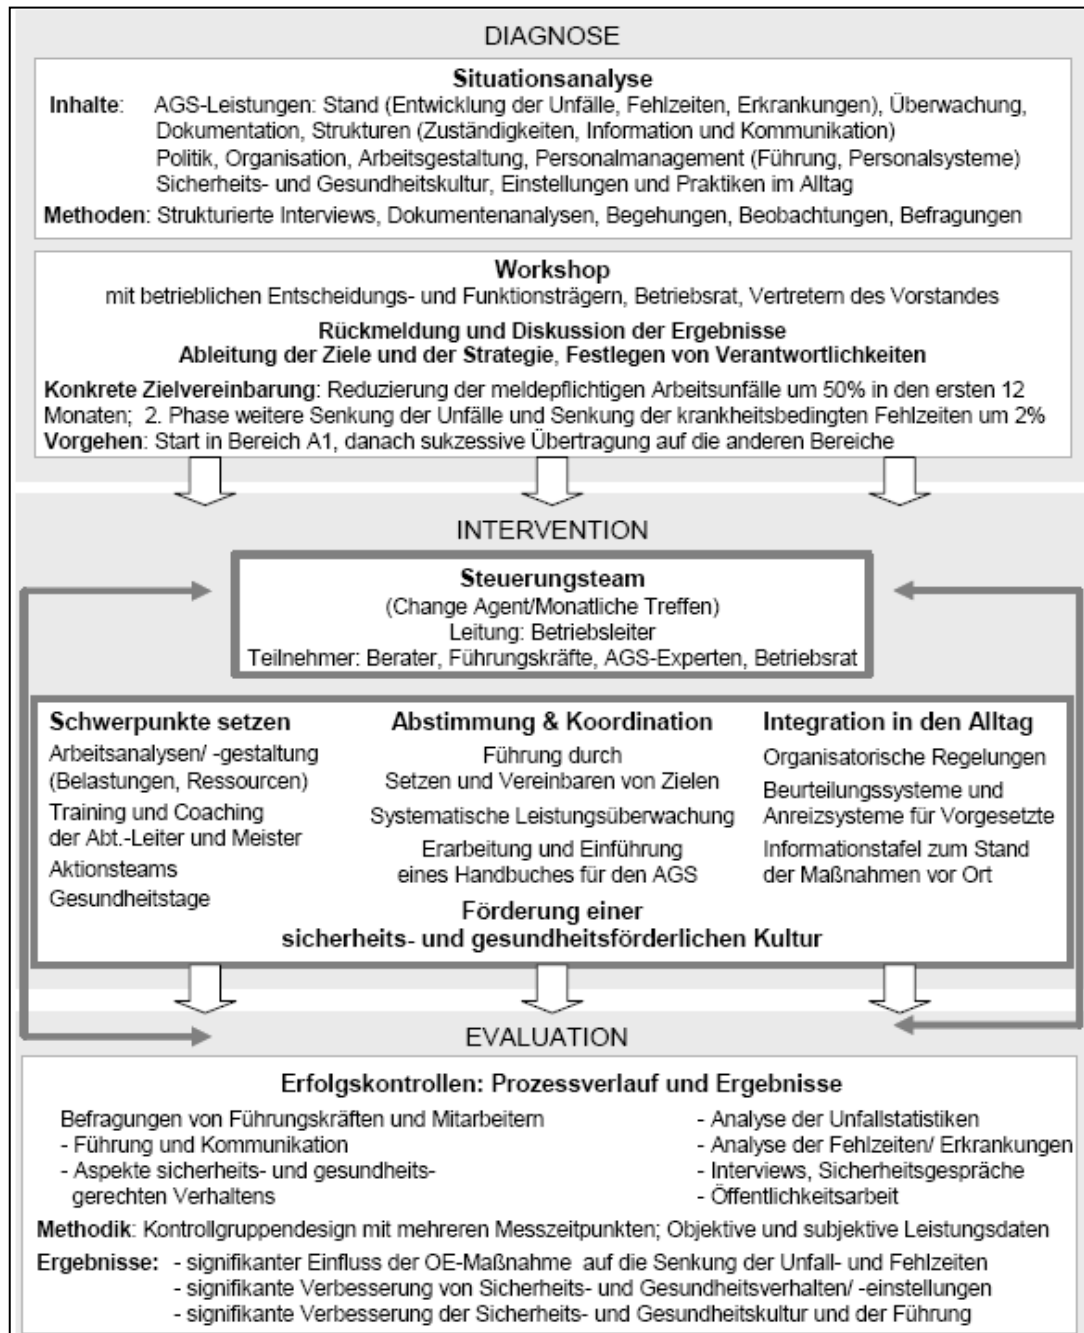 DIAGNOSE
Situationsanalyse
Inhalte: AGS-Leistungen: Stand (Entwicklung der Unfälle, Fehlzeiten, Erkrankungen), Überwachung,
Dokumentation, Strukturen (Zuständigkeiten, Information und Kommunikation)
Politik, Organisation, Arbeitsgestaltung, Personalmanagement (Führung, Personalsysteme)
Sicherheits- und Gesundheitskultur, Einstellungen und Praktiken im Alltag
Methoden: Strukturierte Interviews, Dokumentenanalysen, Begehungen, Beobachtungen, Befragungen
Workshop
mit betrieblichen Entscheidungs- und Funktionsträgern, Betriebsrat, Vertretern des Vorstandes
Rückmeldung und Diskussion der Ergebnisse
Ableitung der Ziele und der Strategie, Festlegen von Verantwortlichkeiten
Konkrete Zielvereinbarung: Reduzierung der meldepflichtigen Arbeitsunfälle um 50% in den ersten 12
Monaten; 2. Phase weitere Senkung der Unfälle und Senkung der krankheitsbedingten Fehlzeiten um 2%
Vorgehen: Start in Bereich A1, danach sukzessive Übertragung auf die anderen Bereiche
INTERVENTION
Steuerungsteam
(Change Agent/Monatliche Treffen)
Leitung: Betriebsleiter
Teilnehmer: Berater, Führungskräfte, AGS-Experten, Betriebsrat
Schwerpunkte setzen
Arbeitsanalysen/ -gestaltung
(Belastungen, Ressourcen)
Training und Coaching
der Abt.-Leiter und Meister
Aktionsteams
Gesundheitstage
Abstimmung & Koordination
Führung durch
Setzen und Vereinbaren von Zielen
Systematische Leistungsüberwachung
Erarbeitung und Einführung
eines Handbuches für den AGS
Integration in den Alltag
Organisatorische Regelungen
Beurteilungssysteme und
Anreizsysteme für Vorgesetzte
Informationstafel zum Stand
der Maßnahmen vor Ort
Förderung einer
sicherheits- und gesundheitsförderlichen Kultur
EVALUATION
Erfolgskontrollen: Prozessverlauf und Ergebnisse
Befragungen von Führungskräften und Mitarbeitern
- Führung und Kommunikation
- Aspekte sicherheits- und gesundheits-
gerechten Verhaltens
- Analyse der Unfallstatistiken
- Analyse der Fehlzeiten/ Erkrankungen
- Interviews, Sicherheitsgespräche
- Öffentlichkeitsarbeit
Methodik: Kontrollgruppendesign mit mehreren Messzeitpunkten; Objektive und subjektive Leistungsdaten
Ergebnisse: - signifikanter Einfluss der OE-Maßnahme auf die Senkung der Unfall- und Fehlzeiten
- signifikante Verbesserung von Sicherheits- und Gesundheitsverhalten/ -einstellungen
- signifikante Verbesserung der Sicherheits- und Gesundheitskultur und der Führung